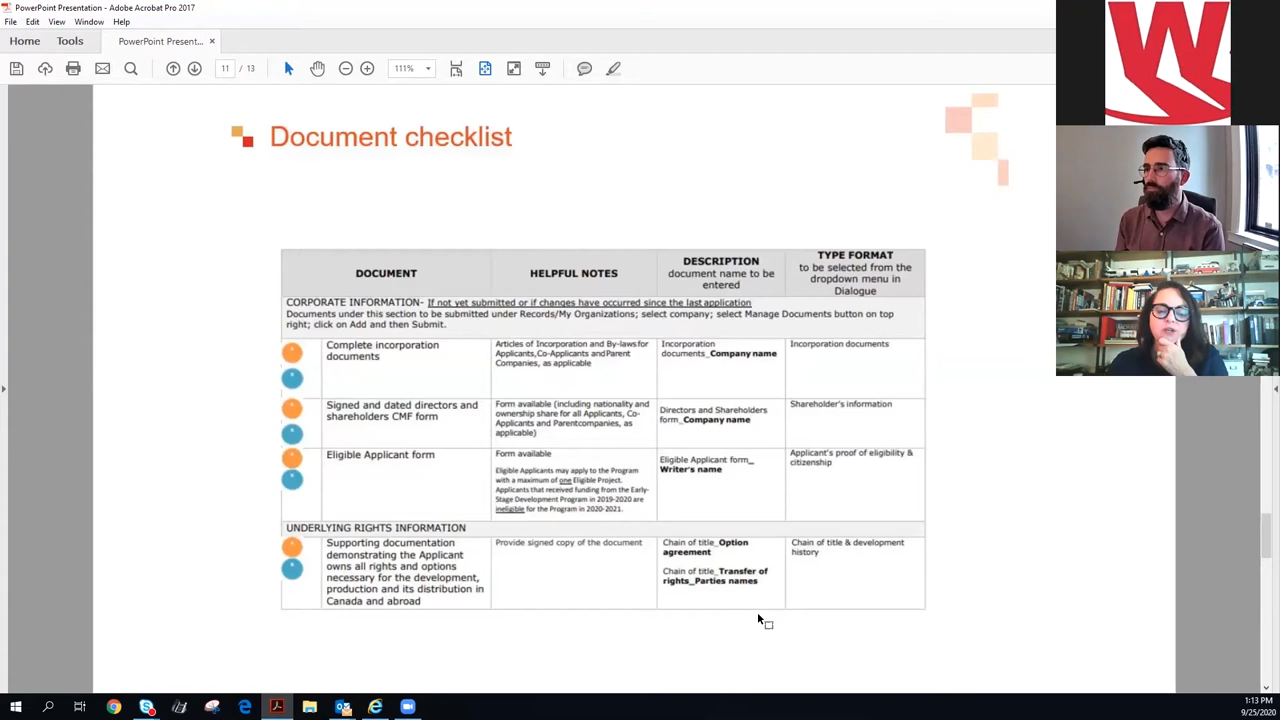 PowerPoint Presentation - Adobe Acrobat Pro 2017
File Edit View Window Help
Home Tools PowerPoint Present... ×
11 / 13 111%
Document checklist
DOCUMENT
HELPFUL NOTES
DESCRIPTION
document name to be
entered
TYPE FORMAT
to be selected from the
dropdown menu in
Dialogue
CORPORATE INFORMATION- If not yet submitted or if changes have occurred since the last application
Documents under this section to be submitted under Records/My Organizations; select company; select Manage Documents button on top
right; click on Add and then Submit.
Complete incorporation
documents
Articles of Incorporation and By-laws for
Applicants,Co-Applicants and Parent
Companies, as applicable
Incorporation
documents_Company name
Incorporation documents
Signed and dated directors and
shareholders CMF form
Form available (including nationality and
ownership share for all Applicants, Co-
Applicants and Parent companies, as
applicable)
Directors and Shareholders
form_Company name
Shareholder's information
Eligible Applicant form
Form available
Eligible Applicants may apply to the Program
with a maximum of one Eligible Project.
Applicants that received funding from the Early-
Stage Development Program in 2019-2020 are
ineligible for the Program in 2020-2021.
Eligible Applicant form_
Writer's name
Applicant's proof of eligibility &
citizenship
UNDERLYING RIGHTS INFORMATION
Supporting documentation
demonstrating the Applicant
owns all rights and options
necessary for the development,
production and its distribution in
Canada and abroad
Provide signed copy of the document
Chain of title_Option
agreement
Chain of title_Transfer of
rights_Parties names
Chain of title & development
history
1:13 PM
9/25/2020